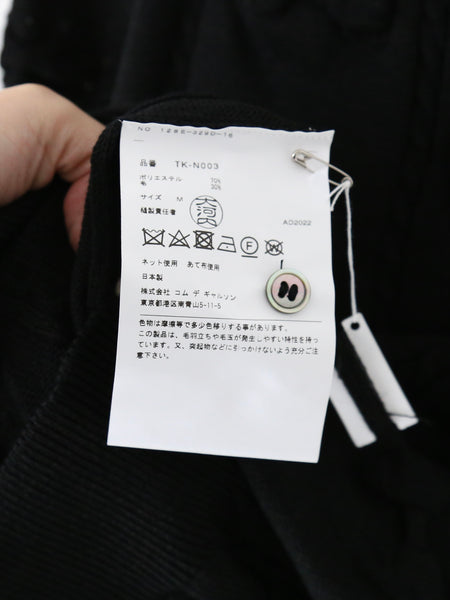 NO 1286-3290-16
品番 TK-N003
ポリエステル 70%
毛 30%
サイズ M
大河内
縫製責任者
AD2022
F
W
ネット使用 あて布使用
日本製
株式会社 コム デ ギャルソン
東京都港区南青山5-11-5
色物は摩擦等で多少色移りする事があります。
この製品は、毛羽立ちや毛玉が発生しやすい特性を持っ
ています。又、突起物などに引っかけないよう充分ご注
意下さい。